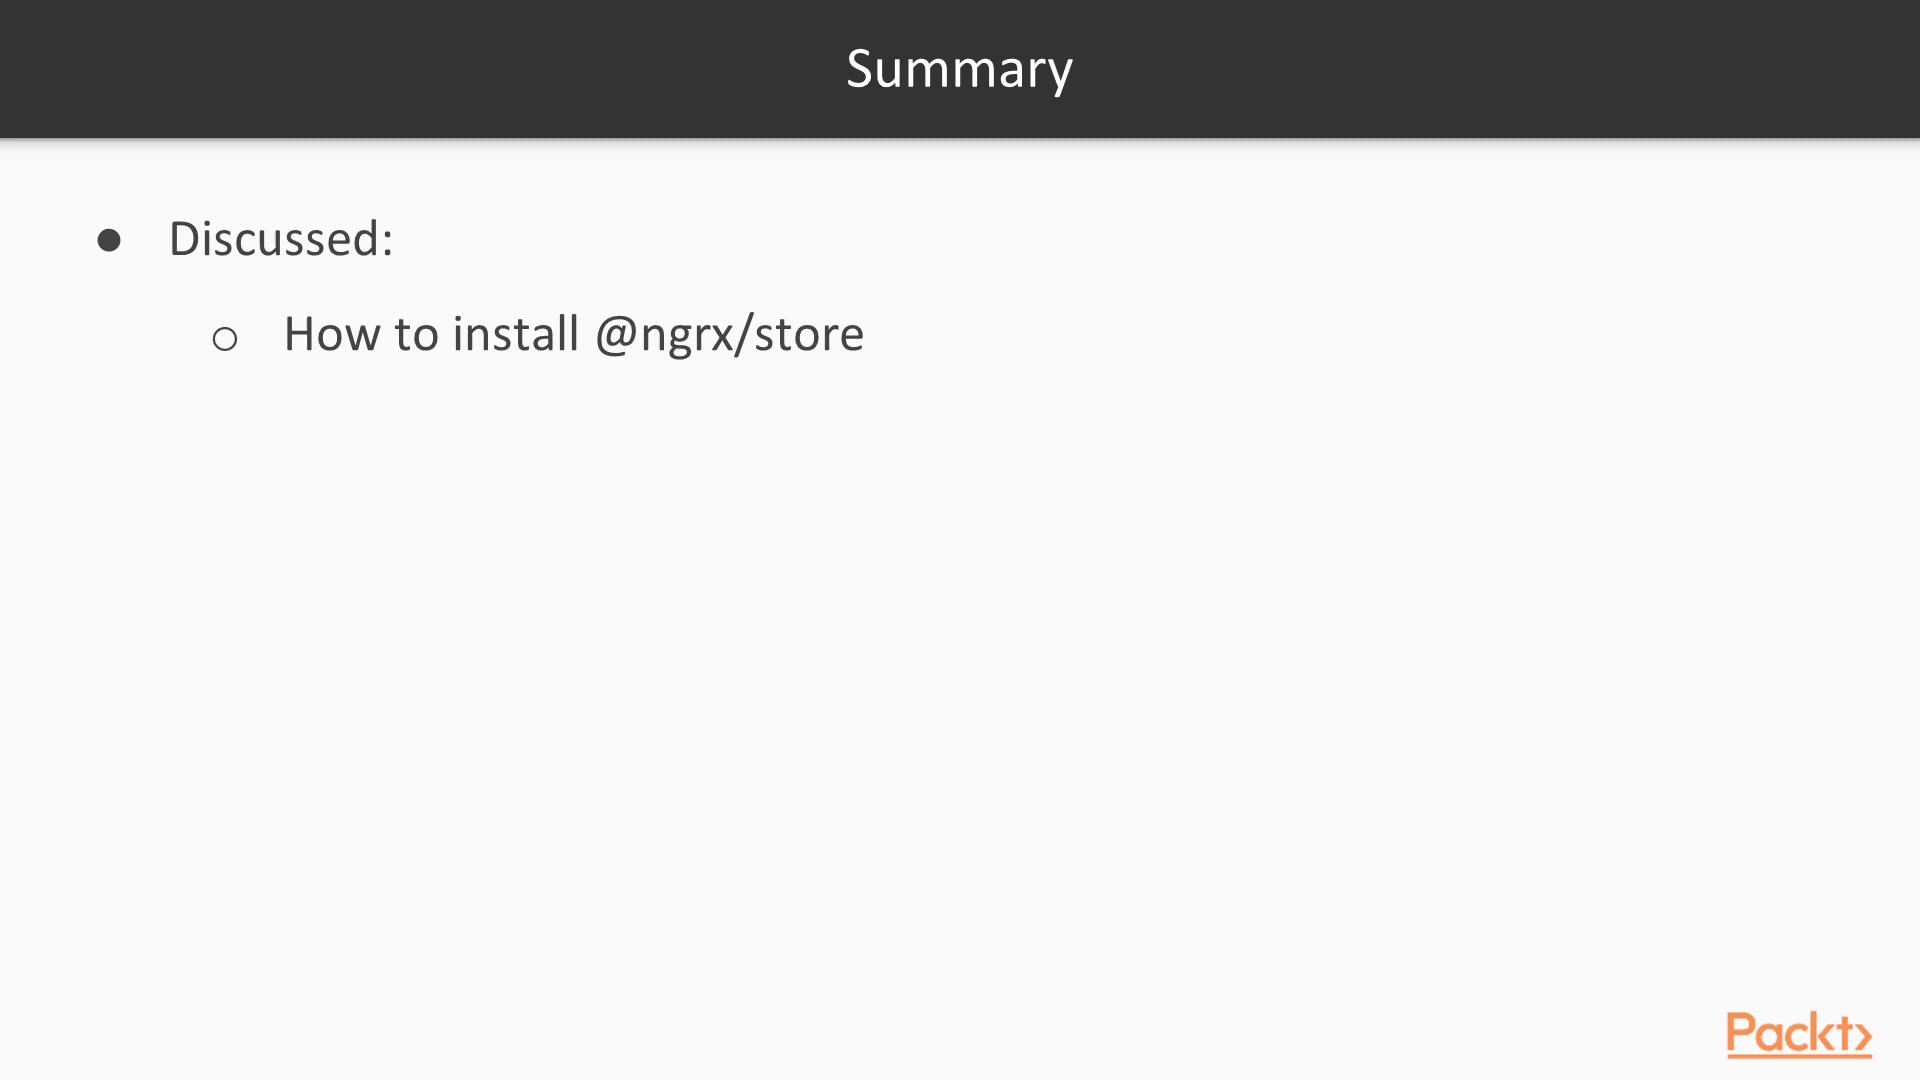 Summary
● Discussed:
○ How to install @ngrx/store
Packt>